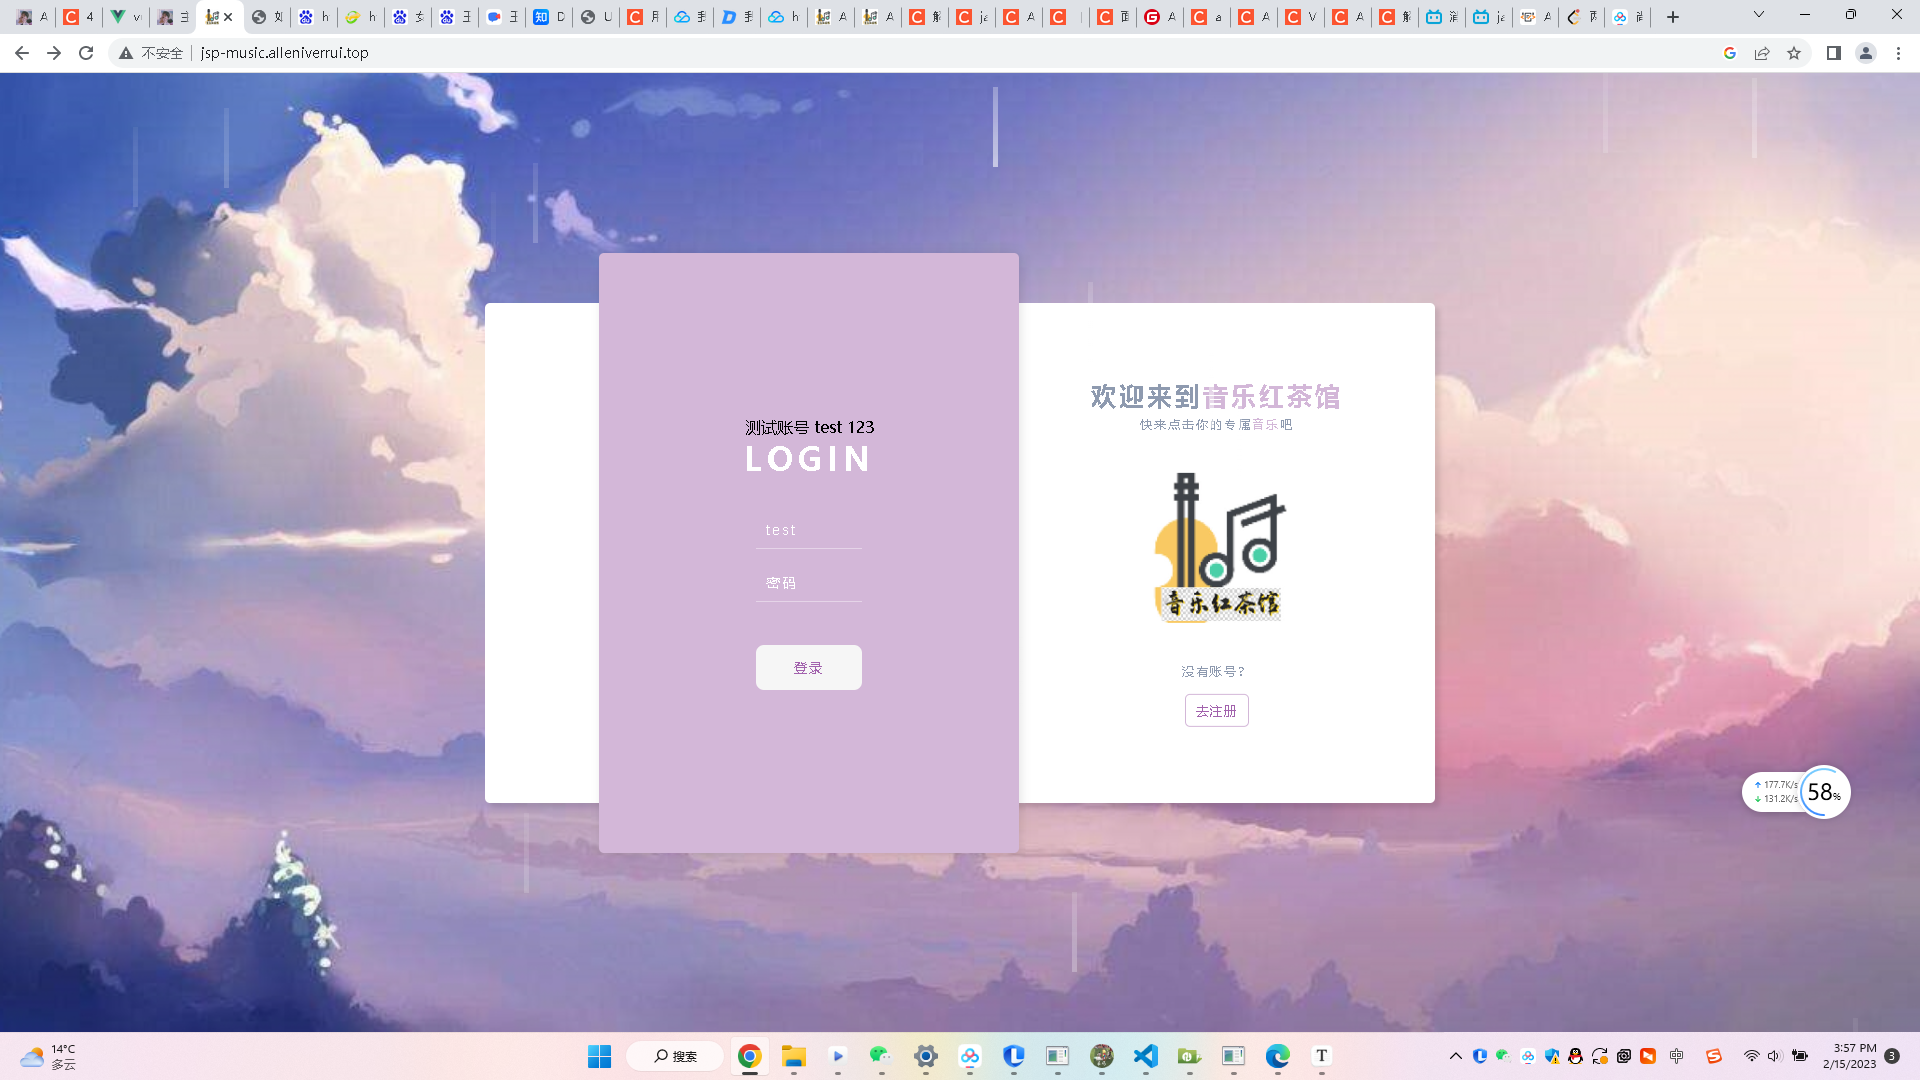 不安全
jsp-music.alleniverrui.top
测试账号 test 123
LOGIN
test
密码
登录
欢迎来到音乐红茶馆
快来点击你的专属音乐吧
音乐红茶馆
没有账号?
去注册
177.7K/s
131.2K/s
58%
14°C
多云
搜索
中
3:57 PM
2/15/2023
3